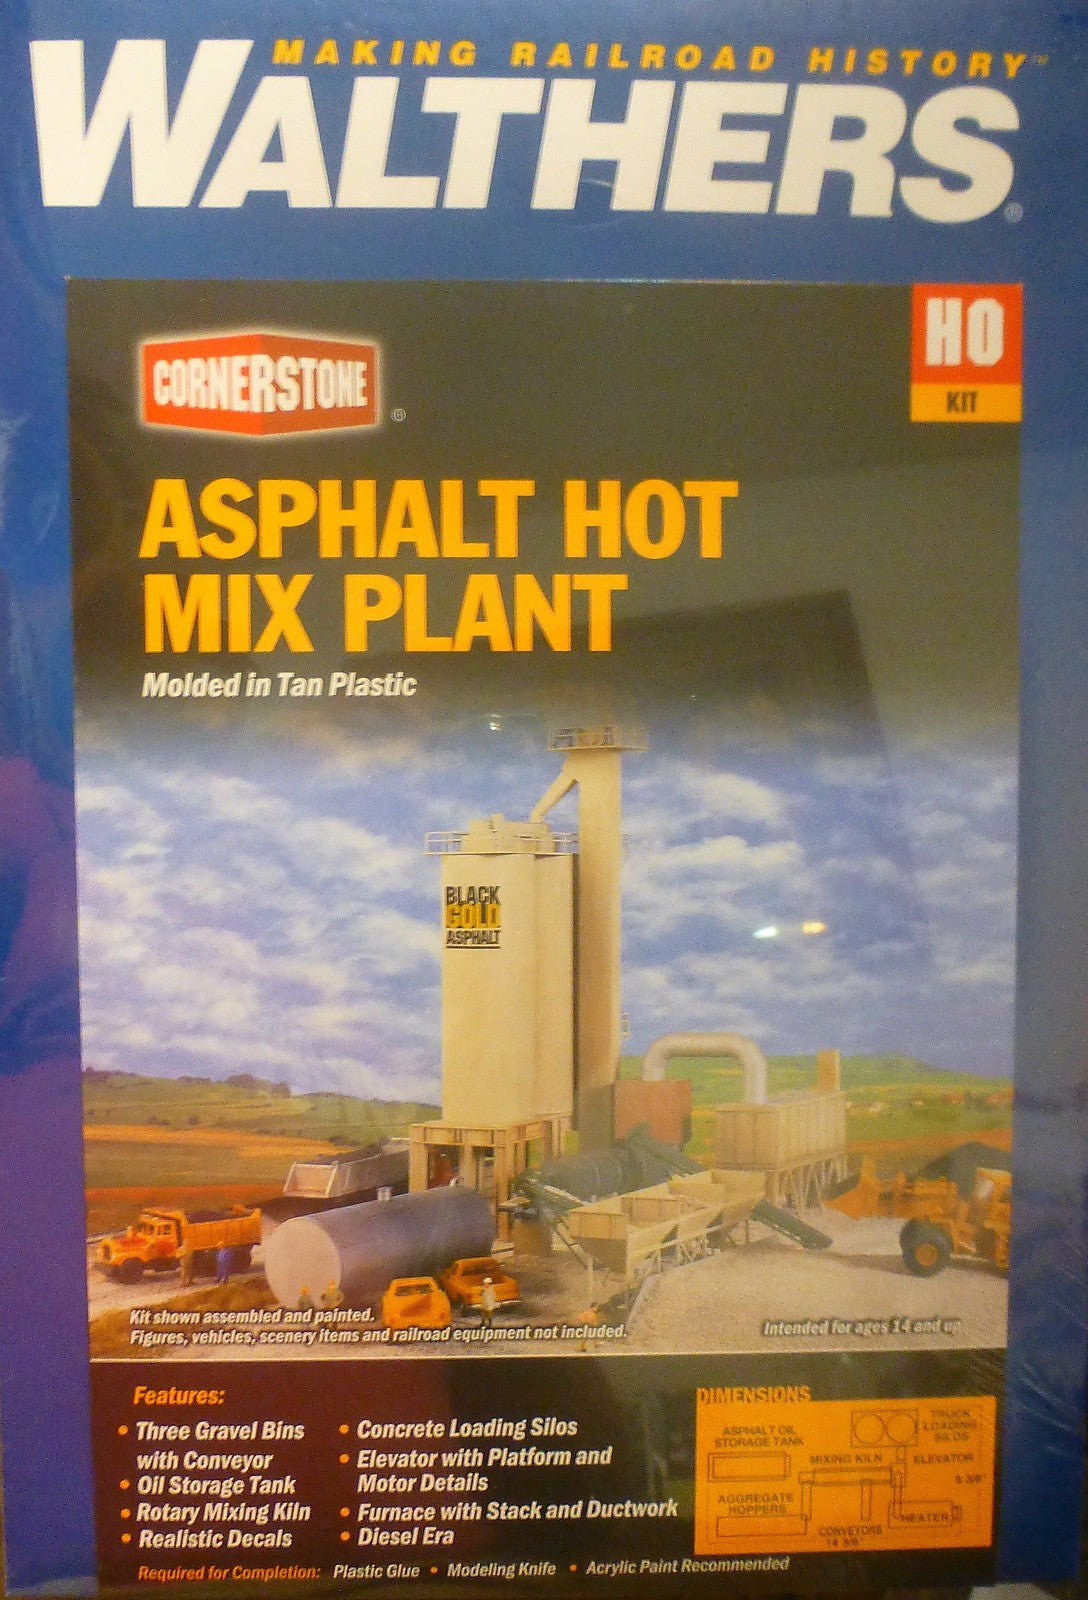 MAKING RAILROAD HISTORY™
WALTHERS®
HO
KIT
CORNERSTONE®
ASPHALT HOT
MIX PLANT
Molded in Tan Plastic
BLACK
GOLD
ASPHALT
Kit shown assembled and painted.
Figures, vehicles, scenery items and railroad equipment not included.
Intended for ages 14 and up
Features:
• Three Gravel Bins
with Conveyor
• Oil Storage Tank
• Rotary Mixing Kiln
• Realistic Decals
• Concrete Loading Silos
• Elevator with Platform and
Motor Details
• Furnace with Stack and Ductwork
• Diesel Era
DIMENSIONS
ASPHALT OIL
STORAGE TANK
TRUCK
LOADING
SILOS
MIXING KILN
ELEVATOR
AGGREGATE
HOPPERS
HEATER
CONVEYORS
14 3/8"
Required for Completion: Plastic Glue • Modeling Knife • Acrylic Paint Recommended